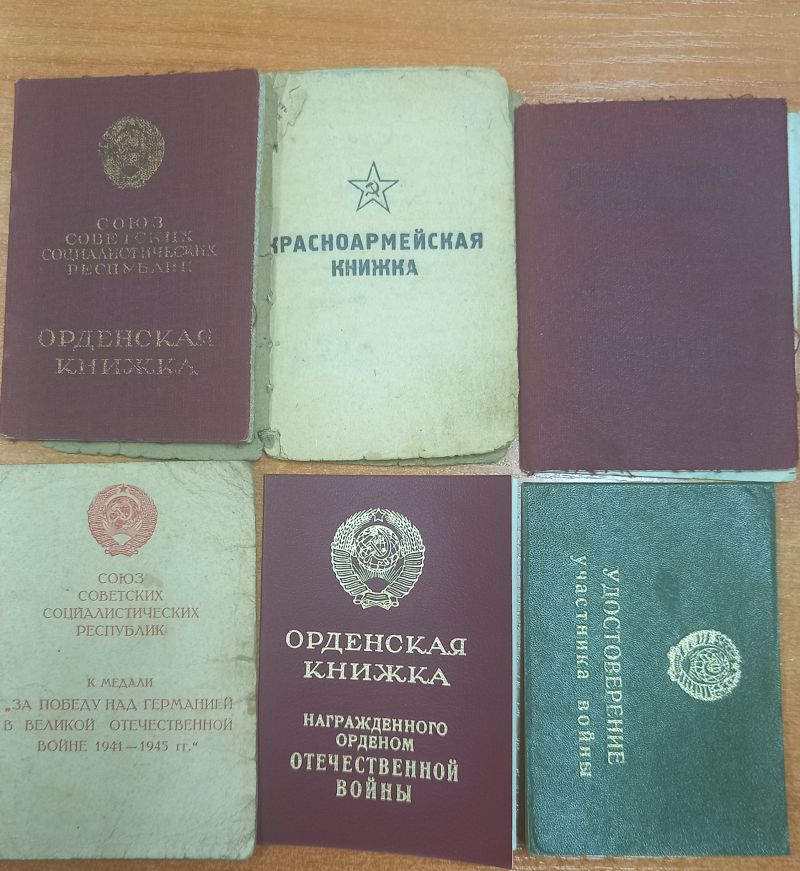 СОЮЗ
СОВЕТСКИХ
СОЦИАЛИСТИЧЕСКИХ
РЕСПУБЛИК
ОРДЕНСКАЯ
КНИЖКА
КРАСНОАРМЕЙСКАЯ
КНИЖКА
СОЮЗ
СОВЕТСКИХ
СОЦИАЛИСТИЧЕСКИХ
РЕСПУБЛИК
К МЕДАЛИ
„ЗА ПОБЕДУ НАД ГЕРМАНИЕЙ
В ВЕЛИКОЙ ОТЕЧЕСТВЕННОЙ
ВОЙНЕ 1941—1945 гг.“
ОРДЕНСКАЯ
КНИЖКА
НАГРАЖДЕННОГО
ОРДЕНОМ
ОТЕЧЕСТВЕННОЙ
ВОЙНЫ
УДОСТОВЕРЕНИЕ
участника войны